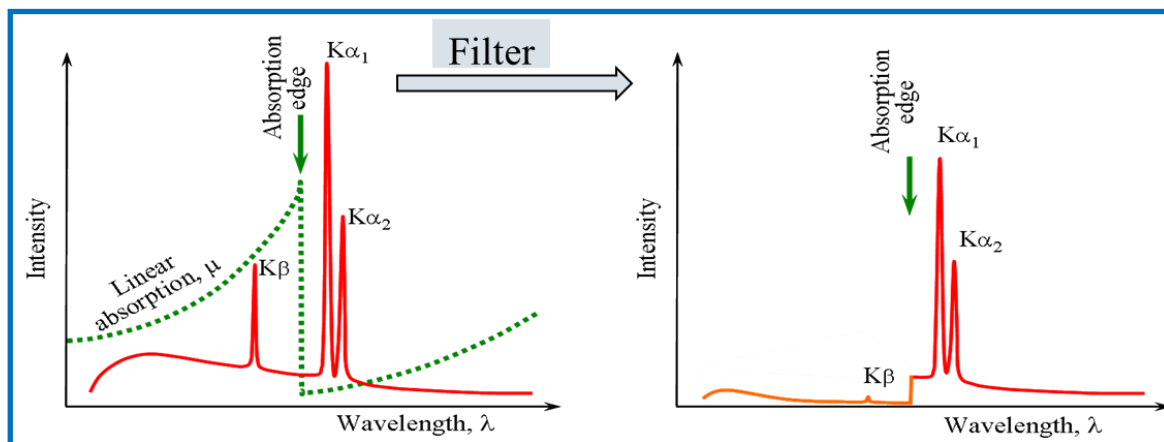 Intensity
Linear
absorption, μ
Kβ
Absorption
edge
Kα₁
Kα₂
Wavelength, λ
Filter
Intensity
Kβ
Absorption
edge
Kα₁
Kα₂
Wavelength, λ